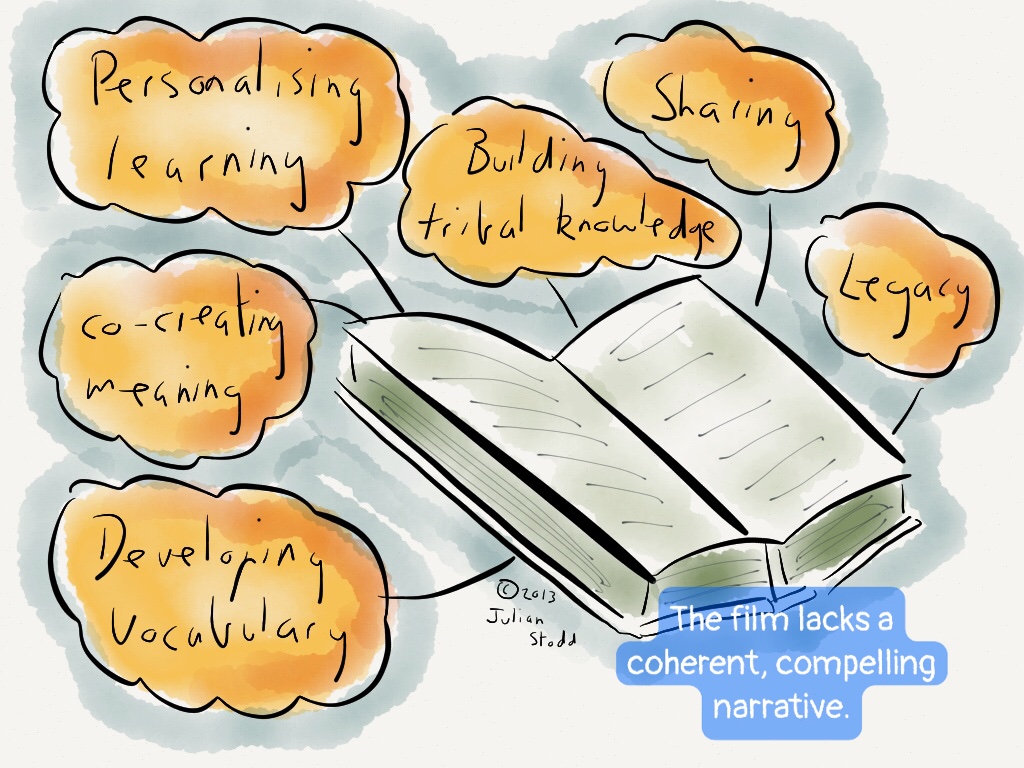 Personalising
learning
Building
tribal knowledge
Sharing
Legacy
co-creating
meaning
Developing
Vocabulary
©2013
Julian
Stodd
The film lacks a
coherent, compelling
narrative.